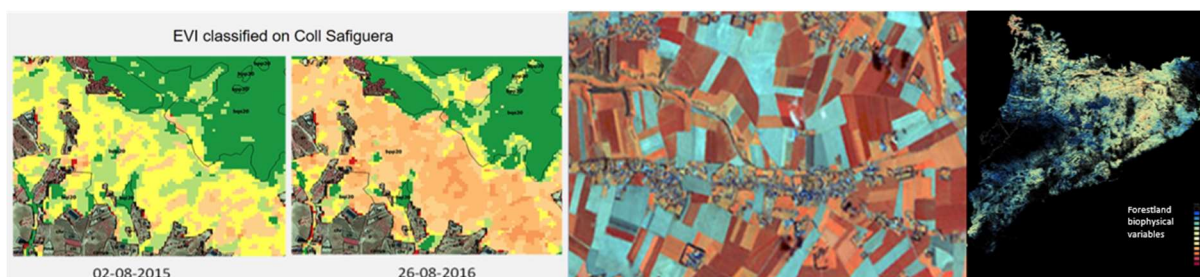 EVI classified on Coll Safiguera
02-08-2015
26-08-2016
Forestland
biophysical
variables